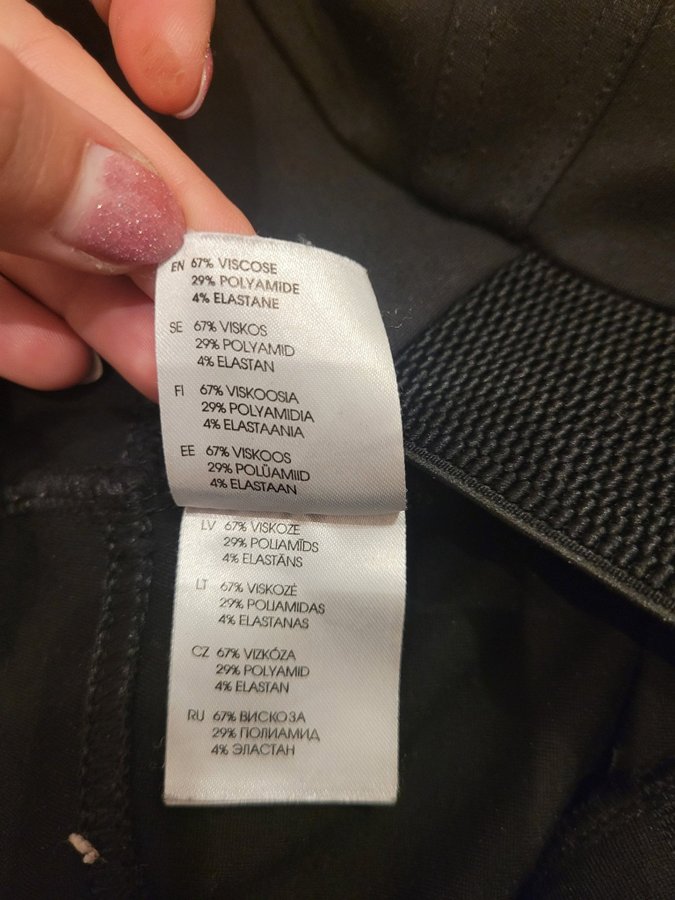 EN 67% VISCOSE
29% POLYAMIDE
4% ELASTANE
SE 67% VISKOS
29% POLYAMID
4% ELASTAN
FI 67% VISKOOSIA
29% POLYAMIDIA
4% ELASTAANIA
EE 67% VISKOOS
29% POLÜAMIID
4% ELASTAAN
LV 67% VISKOZE
29% POLIAMĪDS
4% ELASTĀNS
LT 67% VISKOZĖ
29% POLIAMIDAS
4% ELASTANAS
CZ 67% VIZKÓZA
29% POLYAMID
4% ELASTAN
RU 67% ВИСКОЗА
29% ПОЛИАМИД
4% ЭЛАСТАН